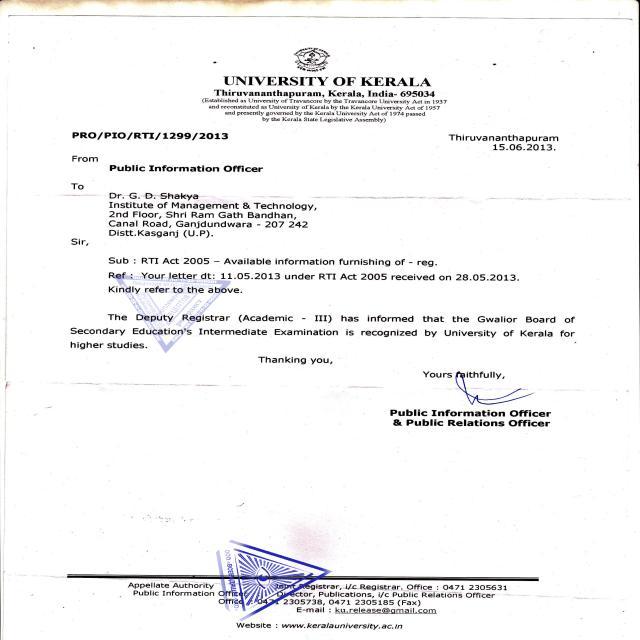 UNIVERSITY OF KERALA
Thiruvananthapuram, Kerala, India- 695034
(Established as University of Travancore by the Travancore University Act in 1937
and reconstituted as University of Kerala by the Kerala University Act of 1957
and presently governed by the Kerala University Act of 1974 passed
by the Kerala State Legislative Assembly)
PRO/PIO/RTI/1299/2013
Thiruvananthapuram
15.06.2013.
From
Public Information Officer
To
Dr. G. D. Shakya
Institute of Management & Technology,
2nd Floor, Shri Ram Gath Bandhan,
Canal Road, Ganjdundwara - 207 242
Distt.Kasganj (U.P).
Sir,
Sub : RTI Act 2005 – Available information furnishing of - reg.
Ref : Your letter dt: 11.05.2013 under RTI Act 2005 received on 28.05.2013.
Kindly refer to the above.
The Deputy Registrar (Academic - III) has informed that the Gwalior Board of
Secondary Education's Intermediate Examination is recognized by University of Kerala for
higher studies.
Thanking you,
Yours faithfully,
Public Information Officer
& Public Relations Officer
Appellate Authority Joint Registrar, i/c Registrar, Office : 0471 2305631
Public Information Officer Director, Publications, i/c Public Relations Officer
Office : 0471 2305738, 0471 2305185 (Fax)
E-mail : ku.release@gmail.com
Website : www.keralauniversity.ac.in